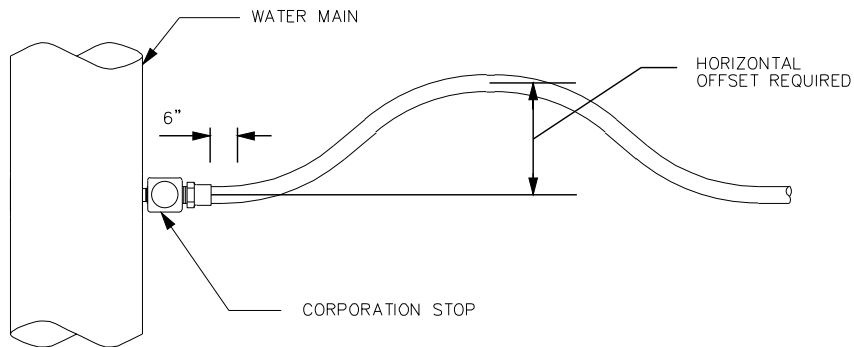 WATER MAIN
HORIZONTAL
OFFSET REQUIRED
6"
CORPORATION STOP